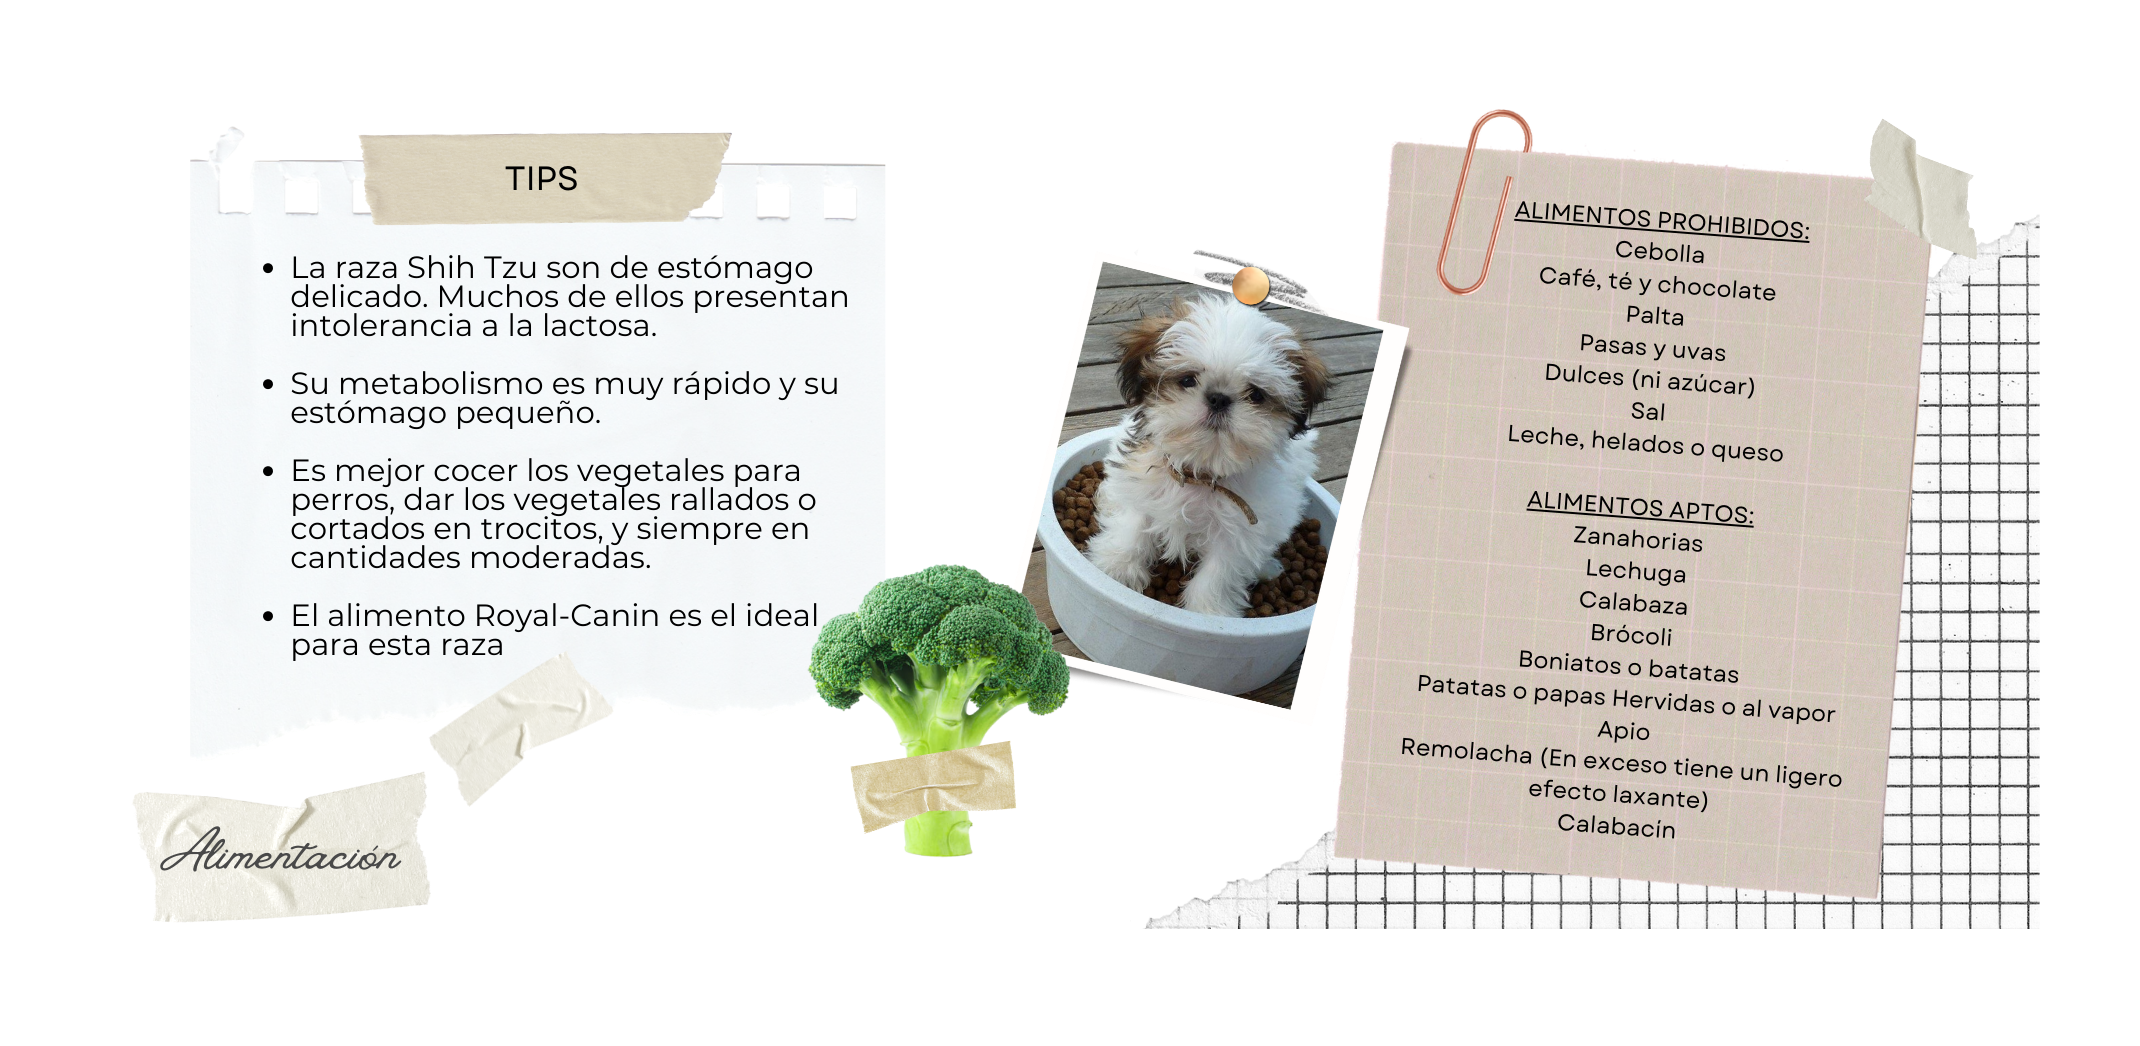 TIPS
La raza Shih Tzu son de estómago
delicado. Muchos de ellos presentan
intolerancia a la lactosa.
Su metabolismo es muy rápido y su
estómago pequeño.
Es mejor cocer los vegetales para
perros, dar los vegetales rallados o
cortados en trocitos, y siempre en
cantidades moderadas.
El alimento Royal-Canin es el ideal
para esta raza
Alimentación
ALIMENTOS PROHIBIDOS:
Cebolla
Café, té y chocolate
Palta
Pasas y uvas
Dulces (ni azúcar)
Sal
Leche, helados o queso
ALIMENTOS APTOS:
Zanahorias
Lechuga
Calabaza
Brócoli
Boniatos o batatas
Patatas o papas Hervidas o al vapor
Apio
Remolacha (En exceso tiene un ligero
efecto laxante)
Calabacín